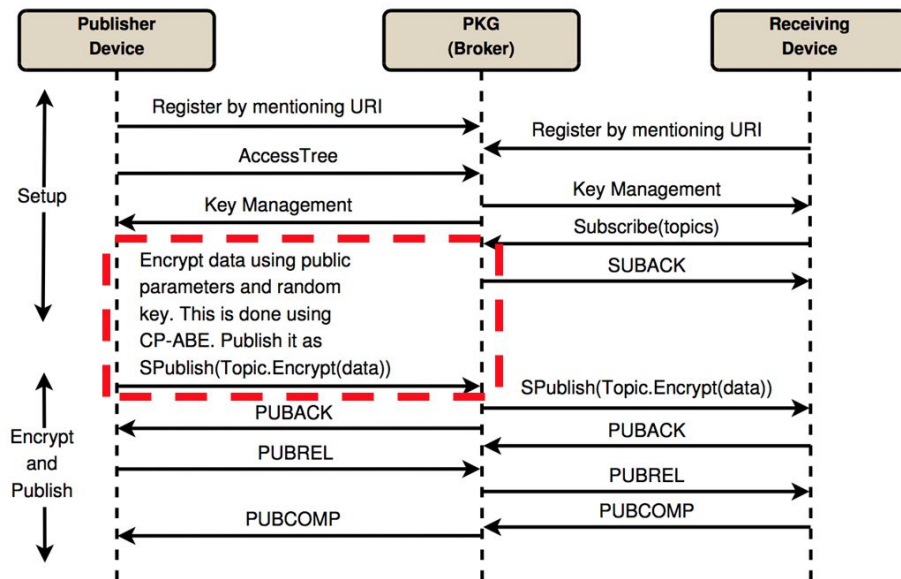 Publisher
Device
PKG
(Broker)
Receiving
Device
Register by mentioning URI
Register by mentioning URI
AccessTree
Key Management
Key Management
Subscribe(topics)
Setup
Encrypt data using public
parameters and random
key. This is done using
CP-ABE. Publish it as
SPublish(Topic.Encrypt(data))
SUBACK
SPublish(Topic.Encrypt(data))
PUBACK
PUBACK
Encrypt
and
Publish
PUBREL
PUBREL
PUBCOMP
PUBCOMP